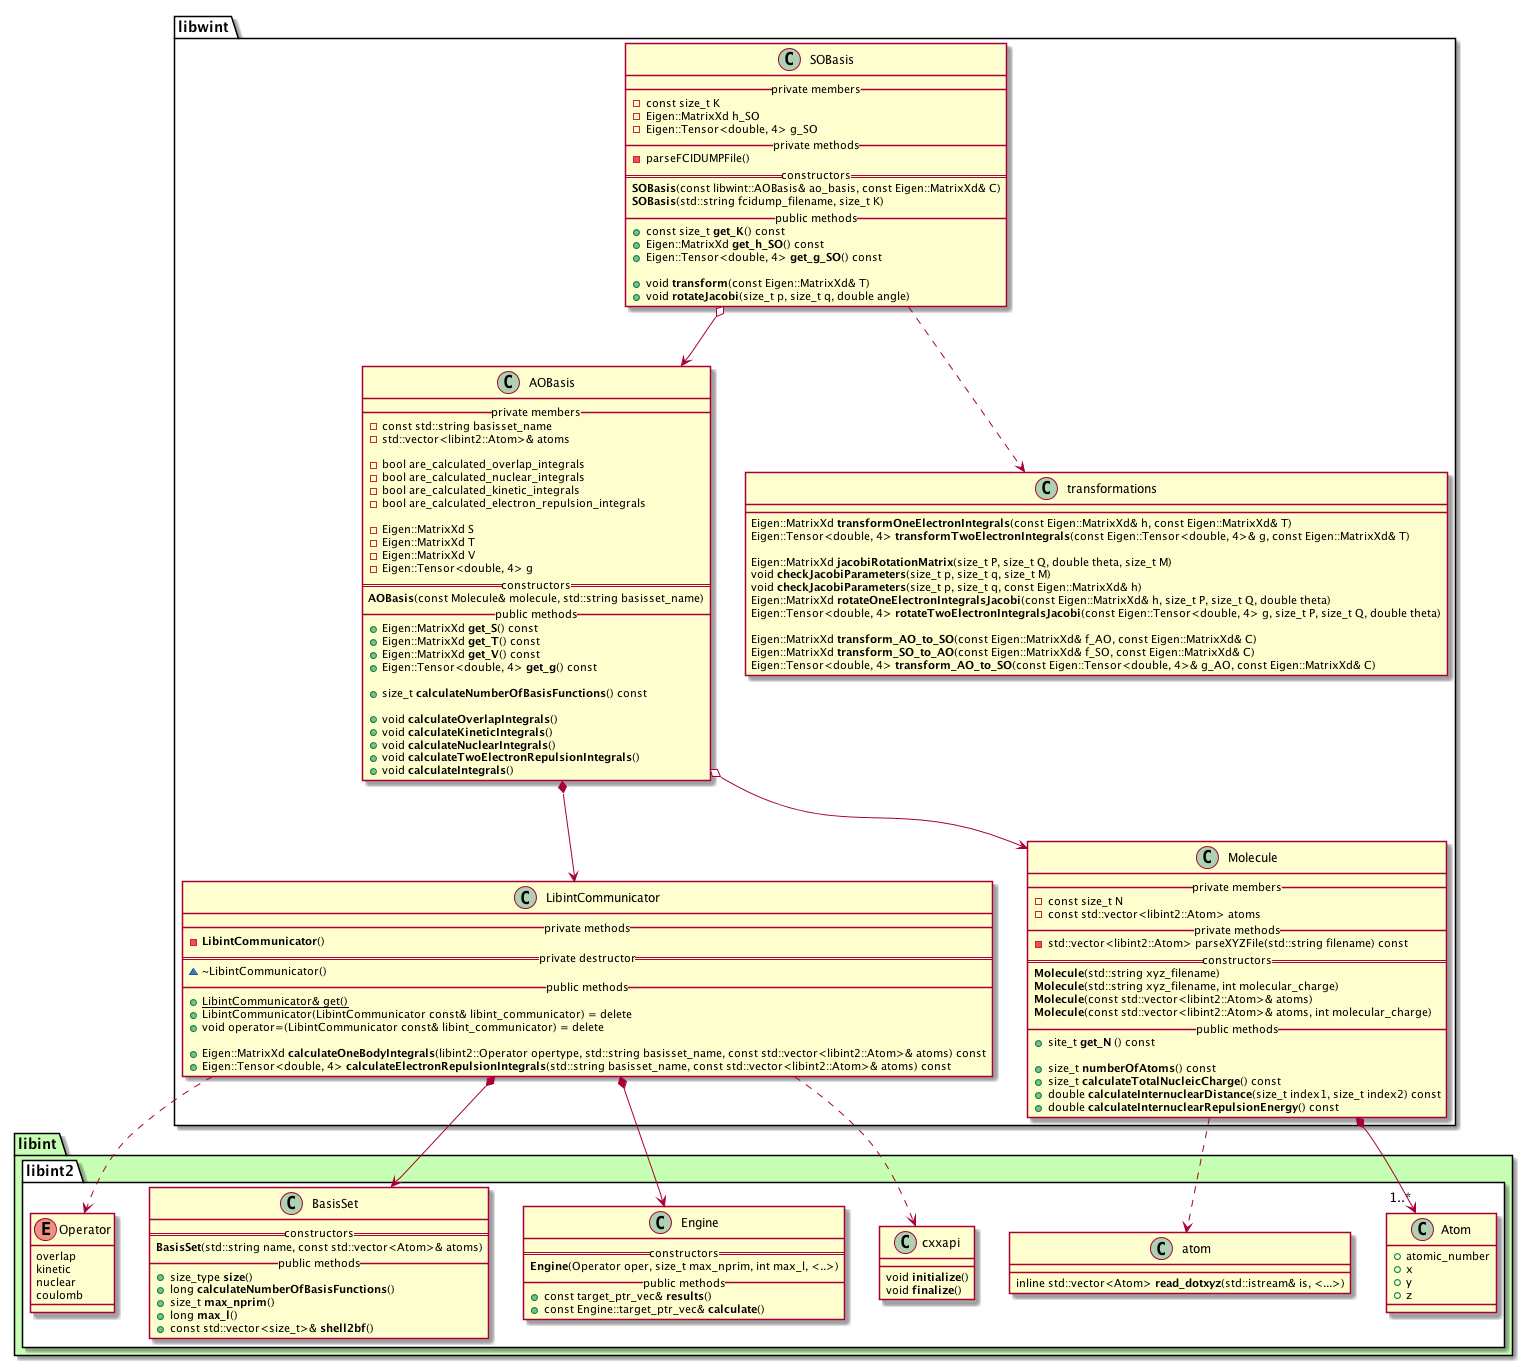 libwint
C SOBasis
private members
const size_t K
Eigen::MatrixXd h_SO
Eigen::Tensor<double, 4> g_SO
private methods
parseFCIDUMPFile()
constructors
SOBasis(const libwint::AOBasis& ao_basis, const Eigen::MatrixXd& C)
SOBasis(std::string fcidump_filename, size_t K)
public methods
const size_t get_K() const
Eigen::MatrixXd get_h_SO() const
Eigen::Tensor<double, 4> get_g_SO() const
void transform(const Eigen::MatrixXd& T)
void rotateJacobi(size_t p, size_t q, double angle)
C AOBasis
private members
const std::string basisset_name
std::vector<libint2::Atom>& atoms
bool are_calculated_overlap_integrals
bool are_calculated_nuclear_integrals
bool are_calculated_kinetic_integrals
bool are_calculated_electron_repulsion_integrals
Eigen::MatrixXd S
Eigen::MatrixXd T
Eigen::MatrixXd V
Eigen::Tensor<double, 4> g
constructors
AOBasis(const Molecule& molecule, std::string basisset_name)
public methods
Eigen::MatrixXd get_S() const
Eigen::MatrixXd get_T() const
Eigen::MatrixXd get_V() const
Eigen::Tensor<double, 4> get_g() const
size_t calculateNumberOfBasisFunctions() const
void calculateOverlapIntegrals()
void calculateKineticIntegrals()
void calculateNuclearIntegrals()
void calculateTwoElectronRepulsionIntegrals()
void calculateIntegrals()
C transformations
Eigen::MatrixXd transformOneElectronIntegrals(const Eigen::MatrixXd& h, const Eigen::MatrixXd& T)
Eigen::Tensor<double, 4> transformTwoElectronIntegrals(const Eigen::Tensor<double, 4>& g, const Eigen::MatrixXd& T)
Eigen::MatrixXd jacobiRotationMatrix(size_t P, size_t Q, double theta, size_t M)
void checkJacobiParameters(size_t p, size_t q, size_t M)
void checkJacobiParameters(size_t p, size_t q, const Eigen::MatrixXd& h)
Eigen::MatrixXd rotateOneElectronIntegralsJacobi(const Eigen::MatrixXd& h, size_t P, size_t Q, double theta)
Eigen::Tensor<double, 4> rotateTwoElectronIntegralsJacobi(const Eigen::Tensor<double, 4> g, size_t P, size_t Q, double theta)
Eigen::MatrixXd transform_AO_to_SO(const Eigen::MatrixXd& f_AO, const Eigen::MatrixXd& C)
Eigen::MatrixXd transform_SO_to_AO(const Eigen::MatrixXd& f_SO, const Eigen::MatrixXd& C)
Eigen::Tensor<double, 4> transform_AO_to_SO(const Eigen::Tensor<double, 4>& g_AO, const Eigen::MatrixXd& C)
C LibintCommunicator
private methods
LibintCommunicator()
private destructor
~LibintCommunicator()
public methods
LibintCommunicator& get()
LibintCommunicator(LibintCommunicator const& libint_communicator) = delete
void operator=(LibintCommunicator const& libint_communicator) = delete
Eigen::MatrixXd calculateOneBodyIntegrals(libint2::Operator opertype, std::string basisset_name, const std::vector<libint2::Atom>& atoms) const
Eigen::Tensor<double, 4> calculateElectronRepulsionIntegrals(std::string basisset_name, const std::vector<libint2::Atom>& atoms) const
C Molecule
private members
const size_t N
const std::vector<libint2::Atom> atoms
private methods
std::vector<libint2::Atom> parseXYZFile(std::string filename) const
constructors
Molecule(std::string xyz_filename)
Molecule(std::string xyz_filename, int molecular_charge)
Molecule(const std::vector<libint2::Atom>& atoms)
Molecule(const std::vector<libint2::Atom>& atoms, int molecular_charge)
public methods
site_t get_N () const
size_t numberOfAtoms() const
size_t calculateTotalNucleicCharge() const
double calculateInternuclearDistance(size_t index1, size_t index2) const
double calculateInternuclearRepulsionEnergy() const
libint
libint2
E Operator
overlap
kinetic
nuclear
coulomb
C BasisSet
constructors
BasisSet(std::string name, const std::vector<Atom>& atoms)
public methods
size_type size()
long calculateNumberOfBasisFunctions()
size_t max_nprim()
long max_l()
const std::vector<size_t>& shell2bf()
C Engine
constructors
Engine(Operator oper, size_t max_nprim, int max_l, <..>)
public methods
const target_ptr_vec& results()
const Engine::target_ptr_vec& calculate()
C cxxapi
void initialize()
void finalize()
C atom
inline std::vector<Atom> read_dotxyz(std::istream& is, <...>)
1..*
C Atom
atomic_number
x
y
z